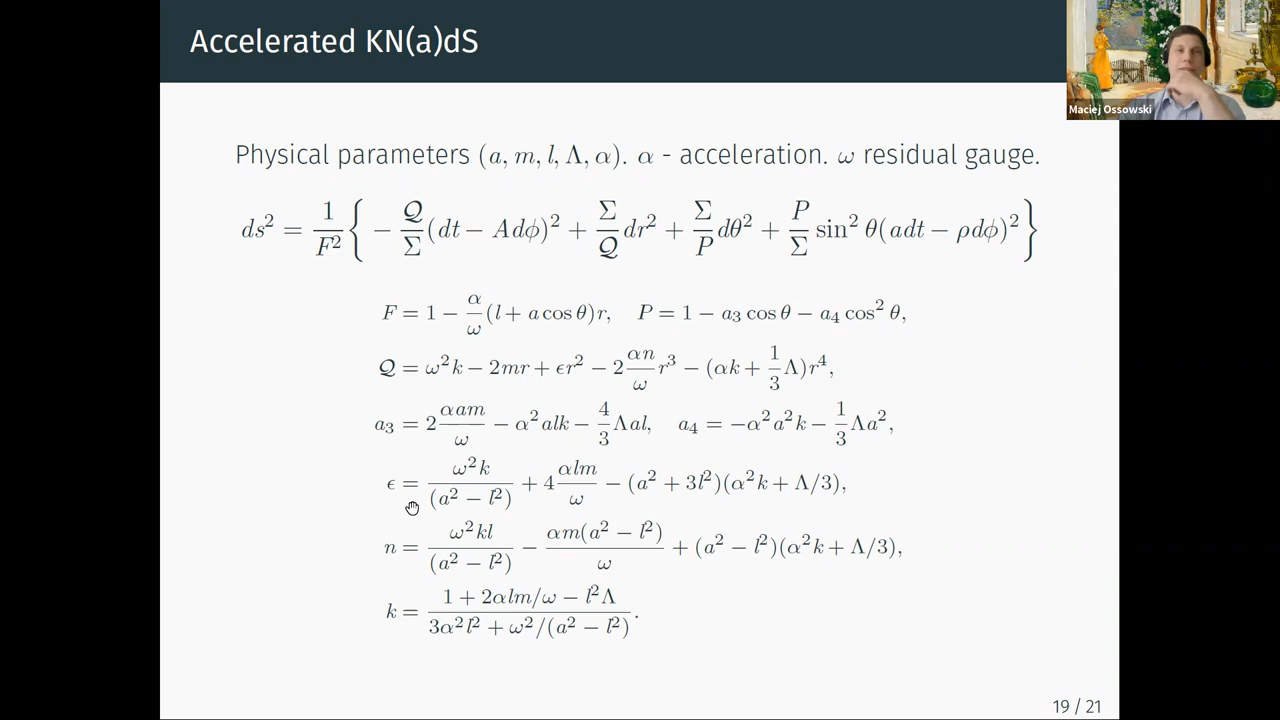 Accelerated KN(a)dS
Maciej Ossowski
Physical parameters (a, m, l, Λ, α). α - acceleration. ω residual gauge.
ds² = 1/F² { − 𝒬/Σ (dt − Adϕ)² + Σ/𝒬 dr² + Σ/P dθ² + P/Σ sin² θ(adt − ρdϕ)² }
F = 1 − α/ω (l + a cos θ)r, P = 1 − a₃ cos θ − a₄ cos² θ,
𝒬 = ω²k − 2mr + ϵr² − 2 αn/ω r³ − (αk + 1/3 Λ)r⁴,
a₃ = 2 αam/ω − α²alk − 4/3 Λal, a₄ = −α²a²k − 1/3 Λa²,
ϵ = ω²k/(a² − l²) + 4 αlm/ω − (a² + 3l²)(α²k + Λ/3),
n = ω²kl/(a² − l²) − αm(a² − l²)/ω + (a² − l²)(α²k + Λ/3),
k = (1 + 2αlm/ω − l²Λ)/(3α²l² + ω²/(a² − l²)).
19 / 21